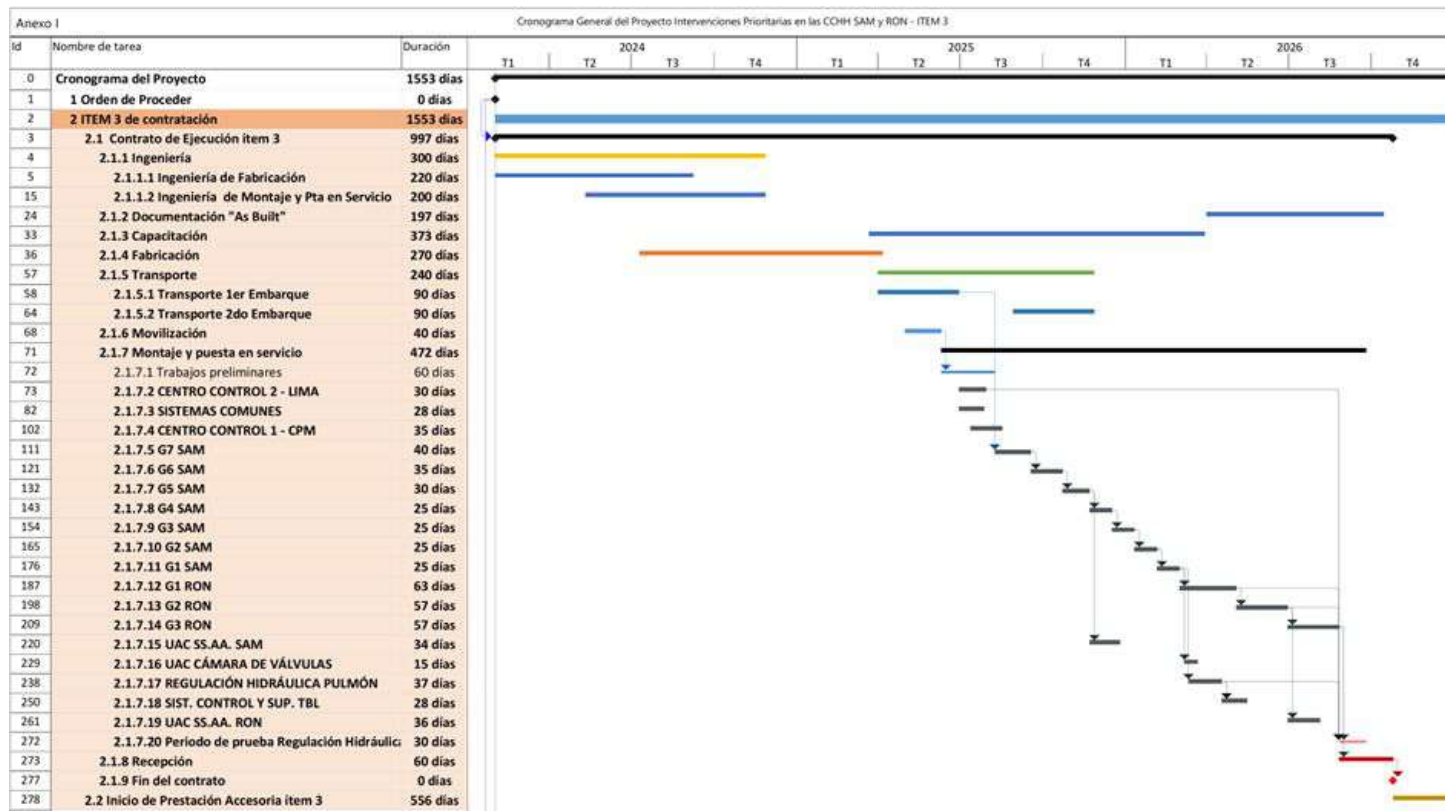 Anexo I
Cronograma General del Proyecto Intervenciones Prioritarias en las CCHH SAM y RON - ITEM 3
Id Nombre de tarea Duración 2024 2025 2026
T1 T2 T3 T4 T1 T2 T3 T4 T1 T2 T3 T4
0 Cronograma del Proyecto 1553 días
1 1 Orden de Proceder 0 días
2 2 ITEM 3 de contratación 1553 días
3 2.1 Contrato de Ejecución item 3 997 días
4 2.1.1 Ingeniería 300 días
5 2.1.1.1 Ingeniería de Fabricación 220 días
15 2.1.1.2 Ingeniería de Montaje y Pta en Servicio 200 días
24 2.1.2 Documentación "As Built" 197 días
33 2.1.3 Capacitación 373 días
36 2.1.4 Fabricación 270 días
57 2.1.5 Transporte 240 días
58 2.1.5.1 Transporte 1er Embarque 90 días
64 2.1.5.2 Transporte 2do Embarque 90 días
68 2.1.6 Movilización 40 días
71 2.1.7 Montaje y puesta en servicio 472 días
72 2.1.7.1 Trabajos preliminares 60 días
73 2.1.7.2 CENTRO CONTROL 2 - LIMA 30 días
82 2.1.7.3 SISTEMAS COMUNES 28 días
102 2.1.7.4 CENTRO CONTROL 1 - CPM 35 días
111 2.1.7.5 G7 SAM 40 días
121 2.1.7.6 G6 SAM 35 días
132 2.1.7.7 G5 SAM 30 días
143 2.1.7.8 G4 SAM 25 días
154 2.1.7.9 G3 SAM 25 días
165 2.1.7.10 G2 SAM 25 días
176 2.1.7.11 G1 SAM 25 días
187 2.1.7.12 G1 RON 63 días
198 2.1.7.13 G2 RON 57 días
209 2.1.7.14 G3 RON 57 días
220 2.1.7.15 UAC SS.AA. SAM 34 días
229 2.1.7.16 UAC CÁMARA DE VÁLVULAS 15 días
238 2.1.7.17 REGULACIÓN HIDRÁULICA PULMÓN 37 días
250 2.1.7.18 SIST. CONTROL Y SUP. TBL 28 días
261 2.1.7.19 UAC SS.AA. RON 36 días
272 2.1.7.20 Periodo de prueba Regulación Hidráulica 30 días
273 2.1.8 Recepción 60 días
277 2.1.9 Fin del contrato 0 días
278 2.2 Inicio de Prestación Accesoria item 3 556 días